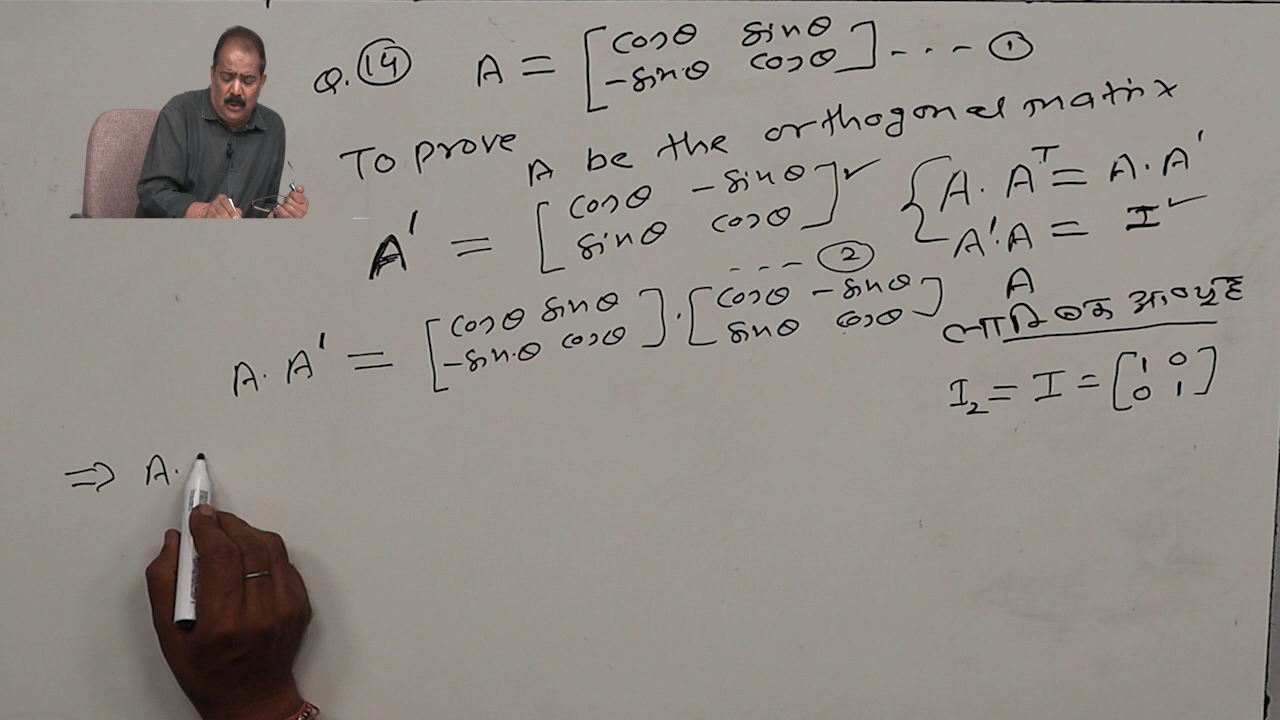 Q. 14 A = [cosθ sinθ
-sinθ cosθ] --- ①
To prove A be the orthogonal matrix
A' = [cosθ -sinθ
sinθ cosθ] ✓
--- ②
{A. Aᵀ = A. A'
A'. A = I ✓
A
A. A' = [cosθ sinθ
-sinθ cosθ] . [cosθ -sinθ
sinθ cosθ]
I₂ = I = [1 0
0 1]
⇒ A.